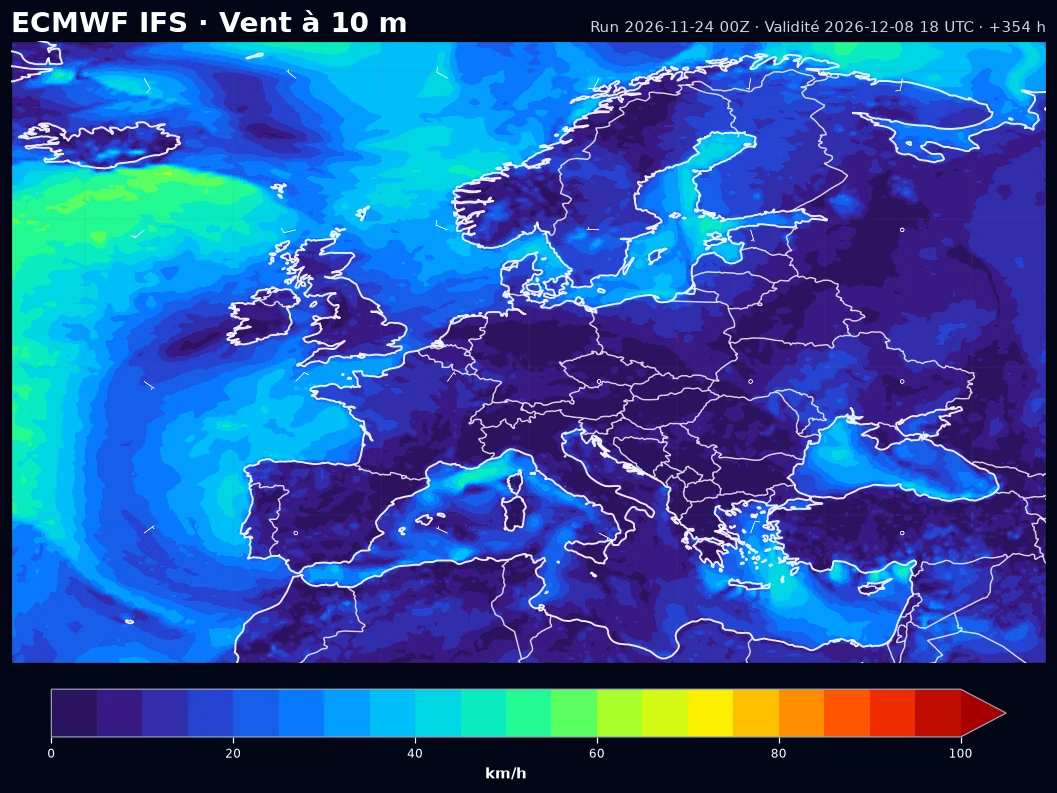 ECMWF IFS · Vent à 10 m
Run 2026-11-24 00Z · Validité 2026-12-08 18 UTC · +354 h
0 20 40 60 80 100
km/h